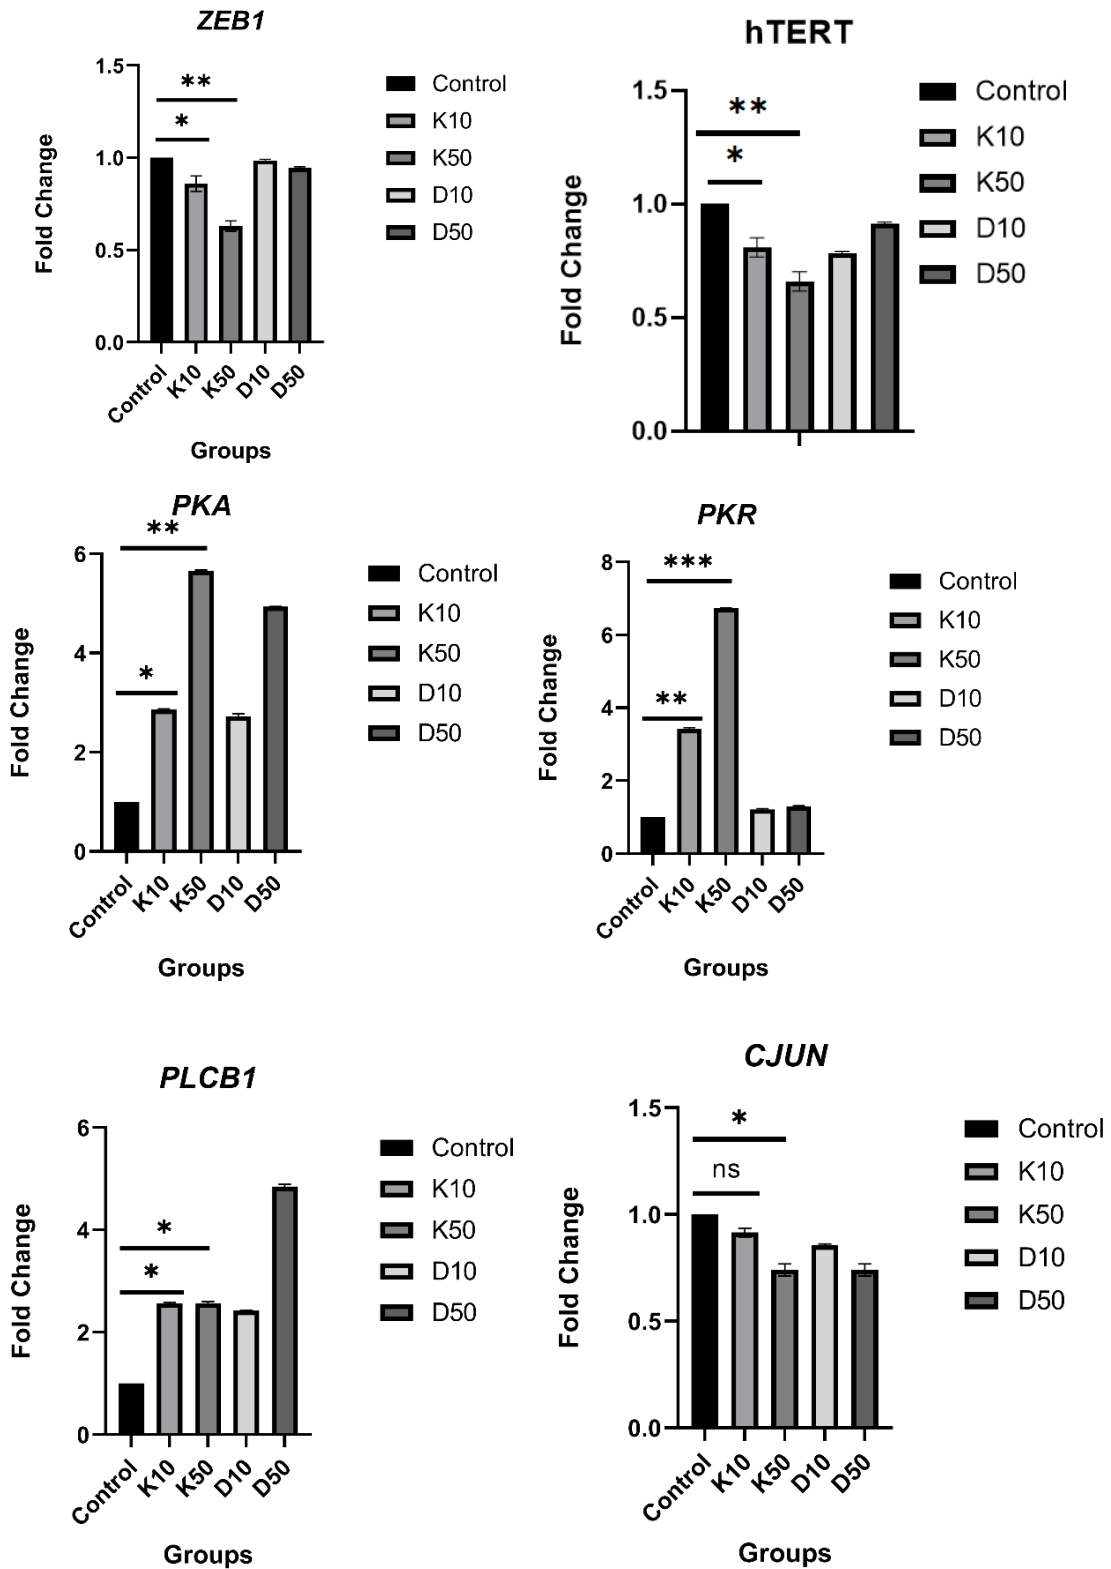 ZEB1
1.5
1.0
0.5
0.0
Fold Change
**
*
Control
K10
K50
D10
D50
Groups
Control
K10
K50
D10
D50
hTERT
1.5
1.0
0.5
0.0
Fold Change
**
*
Control
K10
K50
D10
D50
PKA
6
4
2
0
Fold Change
**
*
Control
K10
K50
D10
D50
Groups
Control
K10
K50
D10
D50
PKR
8
6
4
2
0
Fold Change
***
**
Control
K10
K50
D10
D50
Groups
Control
K10
K50
D10
D50
PLCB1
6
4
2
0
Fold Change
*
*
Control
K10
K50
D10
D50
Groups
Control
K10
K50
D10
D50
CJUN
1.5
1.0
0.5
0.0
Fold Change
*
ns
Control
K10
K50
D10
D50
Groups
Control
K10
K50
D10
D50